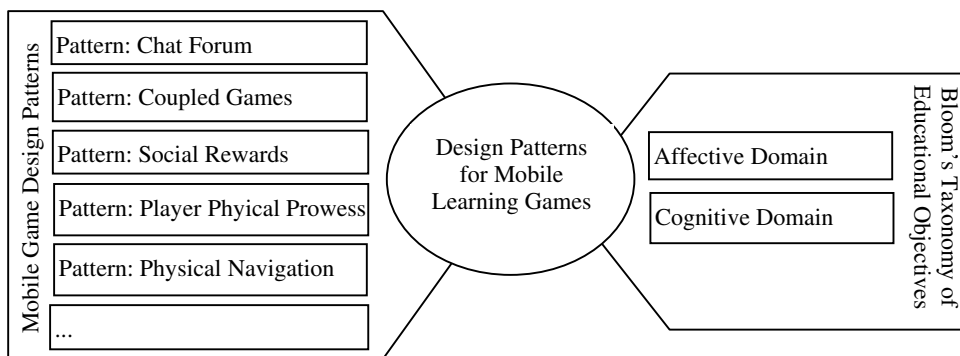 Mobile Game Design Patterns
Pattern: Chat Forum
Pattern: Coupled Games
Pattern: Social Rewards
Pattern: Player Phyical Prowess
Pattern: Physical Navigation
...
Design Patterns
for Mobile
Learning Games
Affective Domain
Cognitive Domain
Bloom's Taxonomy of
Educational Objectives